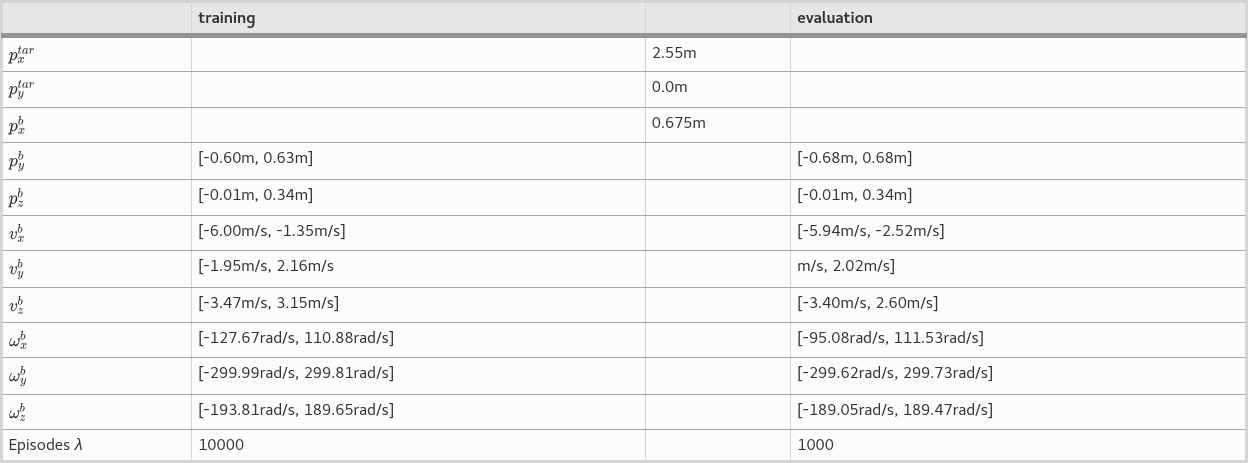 training evaluation
p_x^{tar} 2.55m
p_y^{tar} 0.0m
p_x^b 0.675m
p_y^b [-0.60m, 0.63m] [-0.68m, 0.68m]
p_z^b [-0.01m, 0.34m] [-0.01m, 0.34m]
v_x^b [-6.00m/s, -1.35m/s] [-5.94m/s, -2.52m/s]
v_y^b [-1.95m/s, 2.16m/s m/s, 2.02m/s]
v_z^b [-3.47m/s, 3.15m/s] [-3.40m/s, 2.60m/s]
ω_x^b [-127.67rad/s, 110.88rad/s] [-95.08rad/s, 111.53rad/s]
ω_y^b [-299.99rad/s, 299.81rad/s] [-299.62rad/s, 299.73rad/s]
ω_z^b [-193.81rad/s, 189.65rad/s] [-189.05rad/s, 189.47rad/s]
Episodes λ 10000 1000